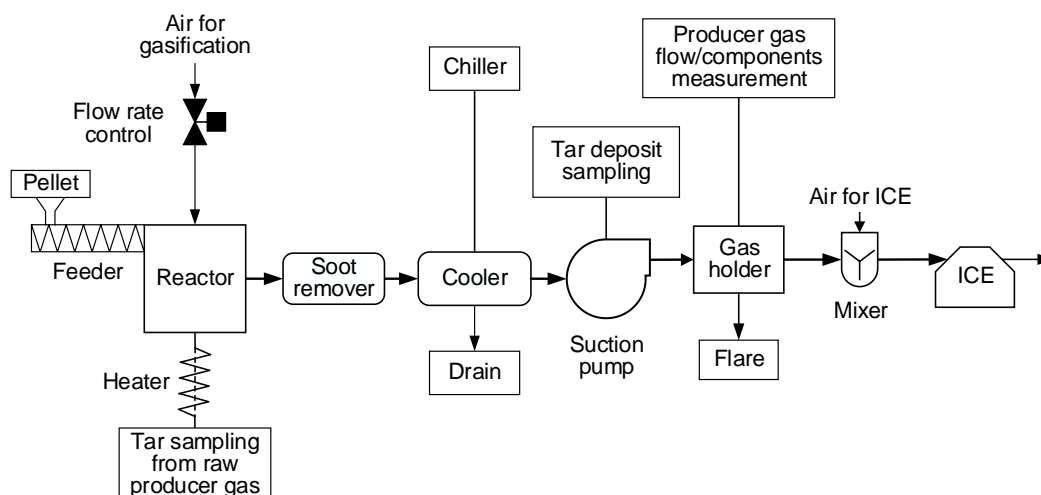 Air for
gasification
Flow rate
control
Pellet
Feeder
Reactor
Heater
Tar sampling
from raw
producer gas
Soot
remover
Chiller
Cooler
Drain
Tar deposit
sampling
Suction
pump
Producer gas
flow/components
measurement
Gas
holder
Flare
Air for ICE
Mixer
ICE